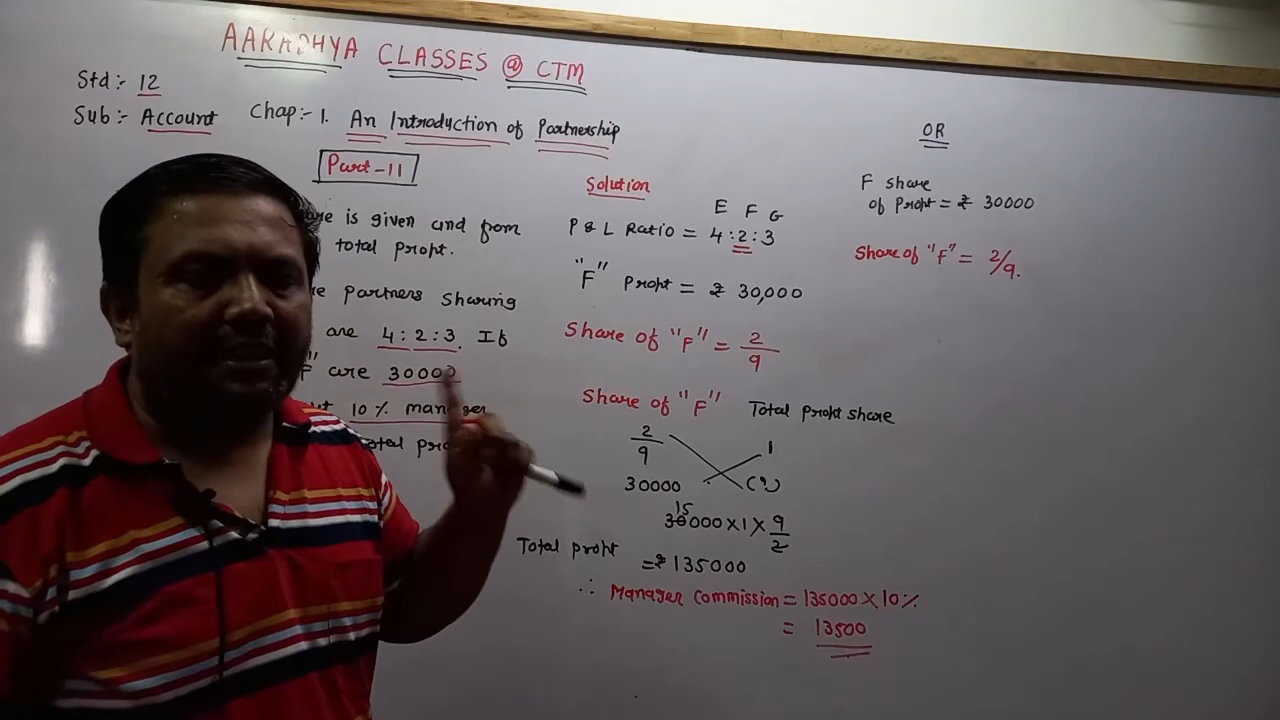 AARADHYA CLASSES @ CTM
Std :- 12
Sub :- Account Chap :- 1. An Introduction of Partnership
Part-11
is given and from
total profit.
Partners sharing
are 4 : 2 : 3. If
F" are 30000
10% manager
total
Solution
E F G
P & L Ratio = 4 : 2 : 3
"F" Profit = ₹ 30,000
Share of "F" = 2/9
Share of "F" Total profit share
2/9 1
30000 (?)
15
30000 × 1 × 9/2
Total profit
= ₹ 135000
∴ Manager Commission = 135000 × 10%
= 13500
OR
F share
of Profit = ₹ 30000
Share of "F" = 2/9.